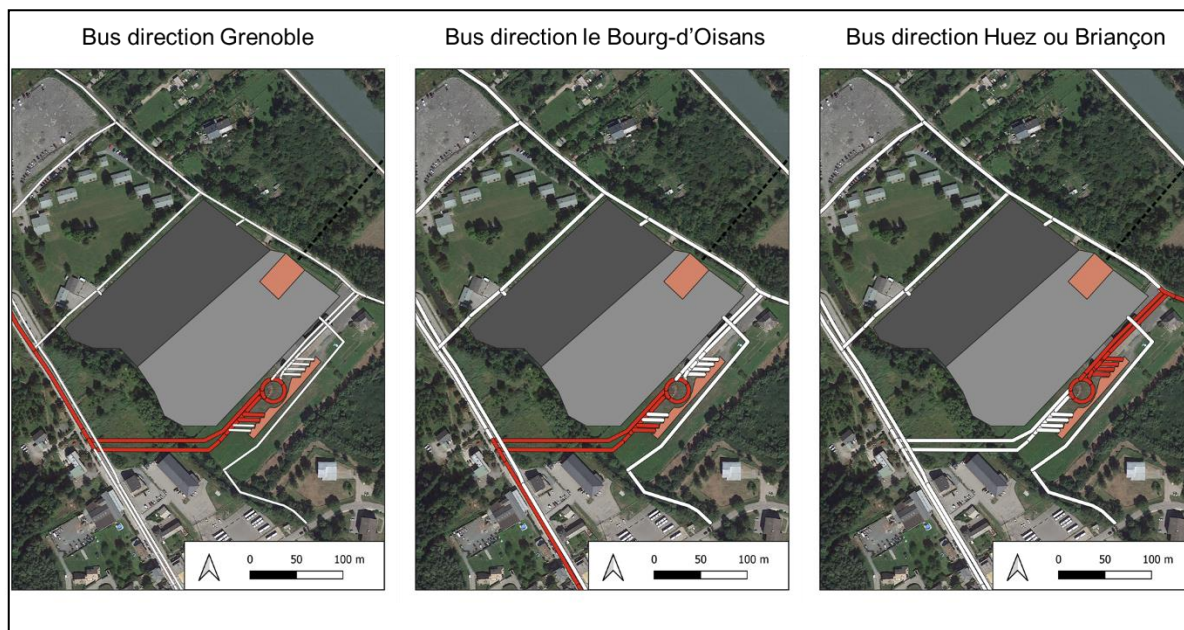 Bus direction Grenoble
Bus direction le Bourg-d'Oisans
Bus direction Huez ou Briançon
0 50 100 m
0 50 100 m
0 50 100 m